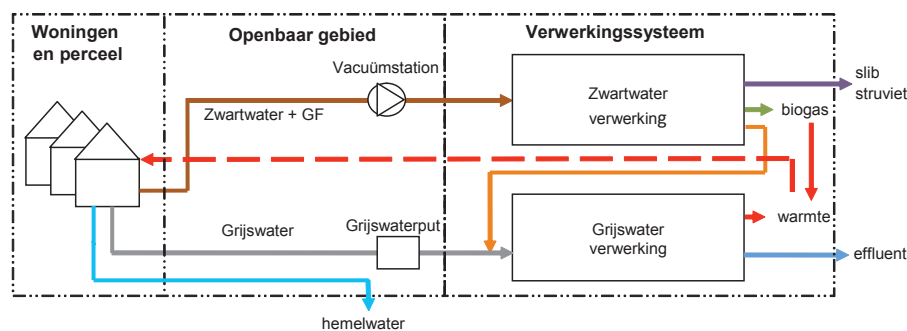 Woningen
en perceel
Openbaar gebied
Verwerkingssysteem
Vacuümstation
Zwartwater + GF
Zwartwater
verwerking
slib
struviet
biogas
warmte
Grijswater
Grijswaterput
Grijswater
verwerking
effluent
hemelwater